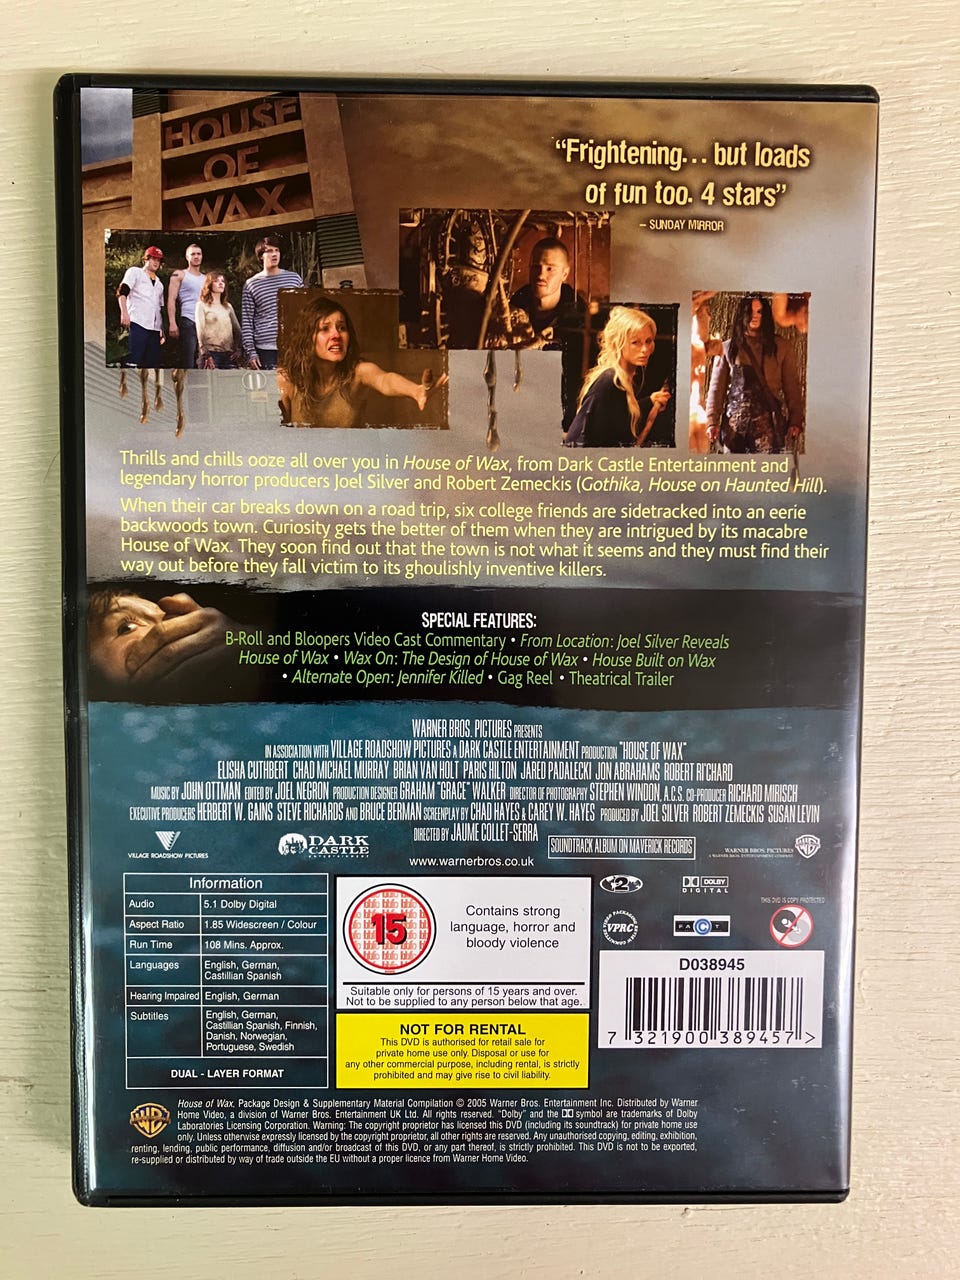 HOUSE
OF
WAX
"Frightening... but loads
of fun too. 4 stars"
– SUNDAY MIRROR
Thrills and chills ooze all over you in House of Wax, from Dark Castle Entertainment and
legendary horror producers Joel Silver and Robert Zemeckis (Gothika, House on Haunted Hill).
When their car breaks down on a road trip, six college friends are sidetracked into an eerie
backwoods town. Curiosity gets the better of them when they are intrigued by its macabre
House of Wax. They soon find out that the town is not what it seems and they must find their
way out before they fall victim to its ghoulishly inventive killers.
SPECIAL FEATURES:
B-Roll and Bloopers Video Cast Commentary • From Location: Joel Silver Reveals
House of Wax • Wax On: The Design of House of Wax • House Built on Wax
• Alternate Open: Jennifer Killed • Gag Reel • Theatrical Trailer
WARNER BROS. PICTURES PRESENTS
IN ASSOCIATION WITH VILLAGE ROADSHOW PICTURES A DARK CASTLE ENTERTAINMENT PRODUCTION "HOUSE OF WAX"
ELISHA CUTHBERT CHAD MICHAEL MURRAY BRIAN VAN HOLT PARIS HILTON JARED PADALECKI JON ABRAHAMS ROBERT RI'CHARD
MUSIC BY JOHN OTTMAN EDITED BY JOEL NEGRON PRODUCTION DESIGNER GRAHAM "GRACE" WALKER DIRECTOR OF PHOTOGRAPHY STEPHEN WINDON, A.C.S. CO-PRODUCER RICHARD MIRISCH
EXECUTIVE PRODUCERS HERBERT W. GAINS STEVE RICHARDS AND BRUCE BERMAN SCREENPLAY BY CHAD HAYES & CAREY W. HAYES PRODUCED BY JOEL SILVER ROBERT ZEMECKIS SUSAN LEVIN
DIRECTED BY JAUME COLLET-SERRA
VILLAGE ROADSHOW PICTURES
DARK
CASTLE
entertainment
www.warnerbros.co.uk
SOUNDTRACK ALBUM ON MAVERICK RECORDS
WARNER BROS. PICTURES
A WARNER BROS. ENTERTAINMENT COMPANY
Information
Audio 5.1 Dolby Digital
Aspect Ratio 1.85 Widescreen / Colour
Run Time 108 Mins. Approx.
Languages English, German,
Castillian Spanish
Hearing Impaired English, German
Subtitles English, German,
Castillian Spanish, Finnish,
Danish, Norwegian,
Portuguese, Swedish
DUAL - LAYER FORMAT
15
Contains strong
language, horror and
bloody violence
Suitable only for persons of 15 years and over.
Not to be supplied to any person below that age.
NOT FOR RENTAL
This DVD is authorised for retail sale for
private home use only. Disposal or use for
any other commercial purpose, including rental, is strictly
prohibited and may give rise to civil liability.
2
DOLBY
DIGITAL
THIS DVD IS COPY PROTECTED
VIDEO PACKAGING REVIEW COMMITTEE
VPRC
FACT
D038945
7 321900 389457 >
House of Wax, Package Design & Supplementary Material Compilation © 2005 Warner Bros. Entertainment Inc. Distributed by Warner
Home Video, a division of Warner Bros. Entertainment UK Ltd. All rights reserved. "Dolby" and the symbol are trademarks of Dolby
Laboratories Licensing Corporation. Warning: The copyright proprietor has licensed this DVD (including its soundtrack) for private home use
only. Unless otherwise expressly licensed by the copyright proprietor, all other rights are reserved. Any unauthorised copying, editing, exhibition,
renting, lending, public performance, diffusion and/or broadcast of this DVD, or any part thereof, is strictly prohibited. This DVD is not to be exported,
re-supplied or distributed by way of trade outside the EU without a proper licence from Warner Home Video.